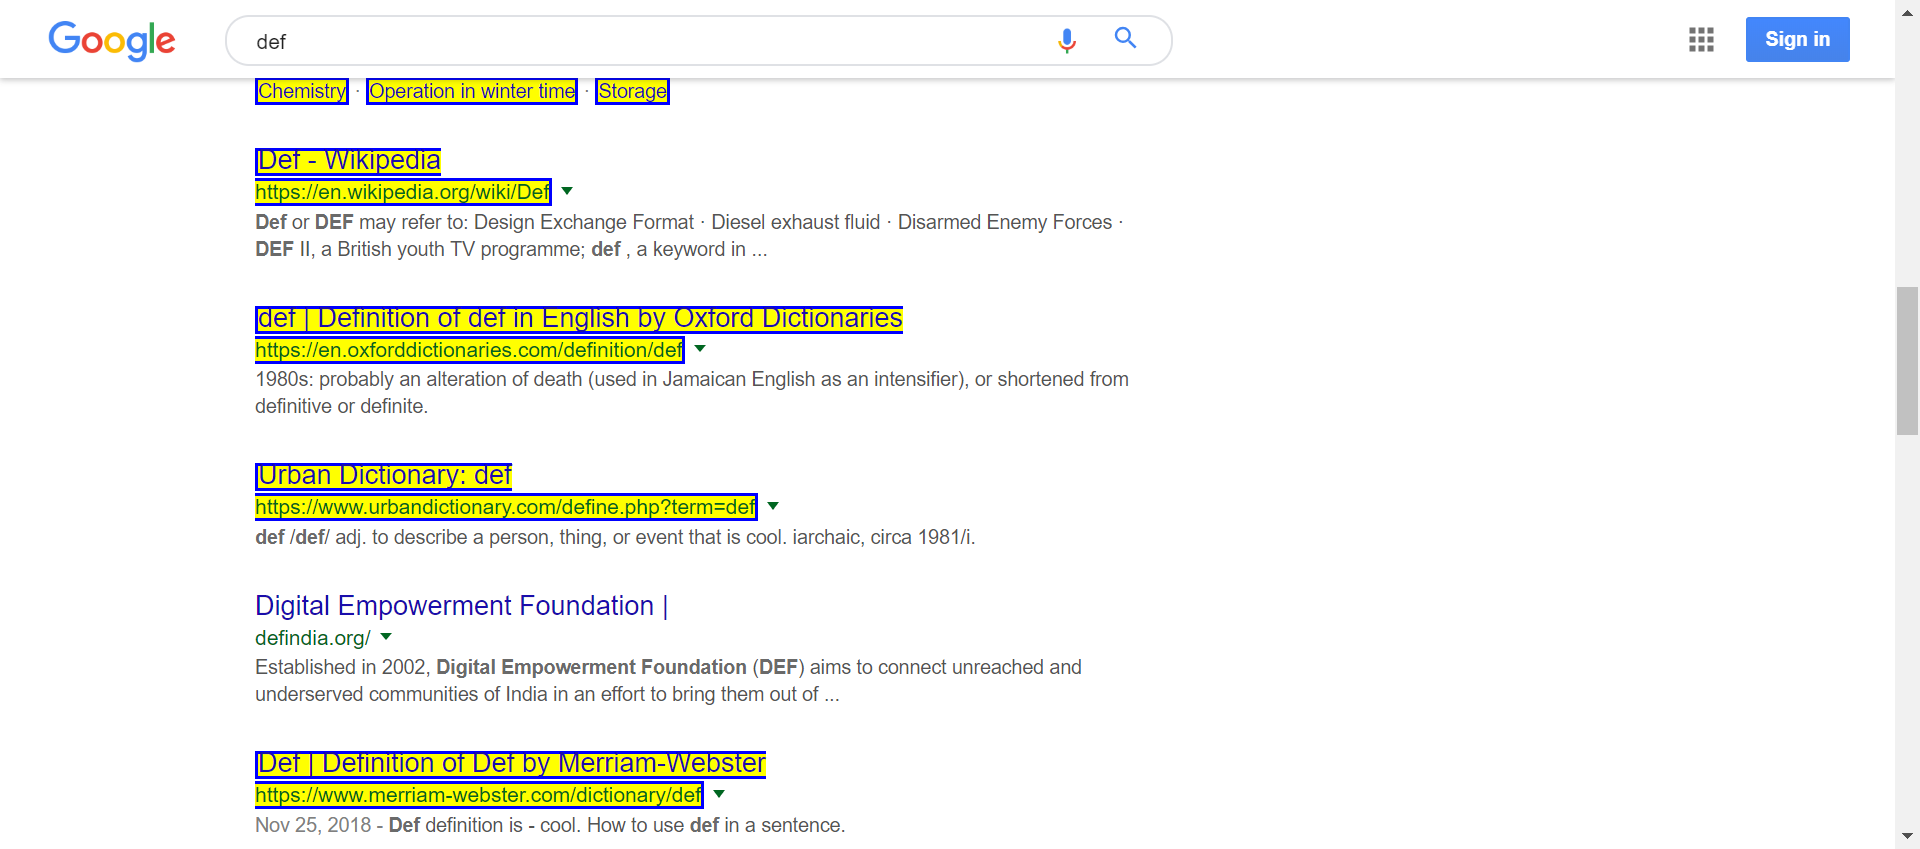 Google
def
Sign in
Chemistry · Operation in winter time · Storage
Def - Wikipedia
https://en.wikipedia.org/wiki/Def
Def or DEF may refer to: Design Exchange Format · Diesel exhaust fluid · Disarmed Enemy Forces ·
DEF II, a British youth TV programme; def , a keyword in ...
def | Definition of def in English by Oxford Dictionaries
https://en.oxforddictionaries.com/definition/def
1980s: probably an alteration of death (used in Jamaican English as an intensifier), or shortened from
definitive or definite.
Urban Dictionary: def
https://www.urbandictionary.com/define.php?term=def
def /def/ adj. to describe a person, thing, or event that is cool. iarchaic, circa 1981/i.
Digital Empowerment Foundation |
defindia.org/
Established in 2002, Digital Empowerment Foundation (DEF) aims to connect unreached and
underserved communities of India in an effort to bring them out of ...
Def | Definition of Def by Merriam-Webster
https://www.merriam-webster.com/dictionary/def
Nov 25, 2018 - Def definition is - cool. How to use def in a sentence.